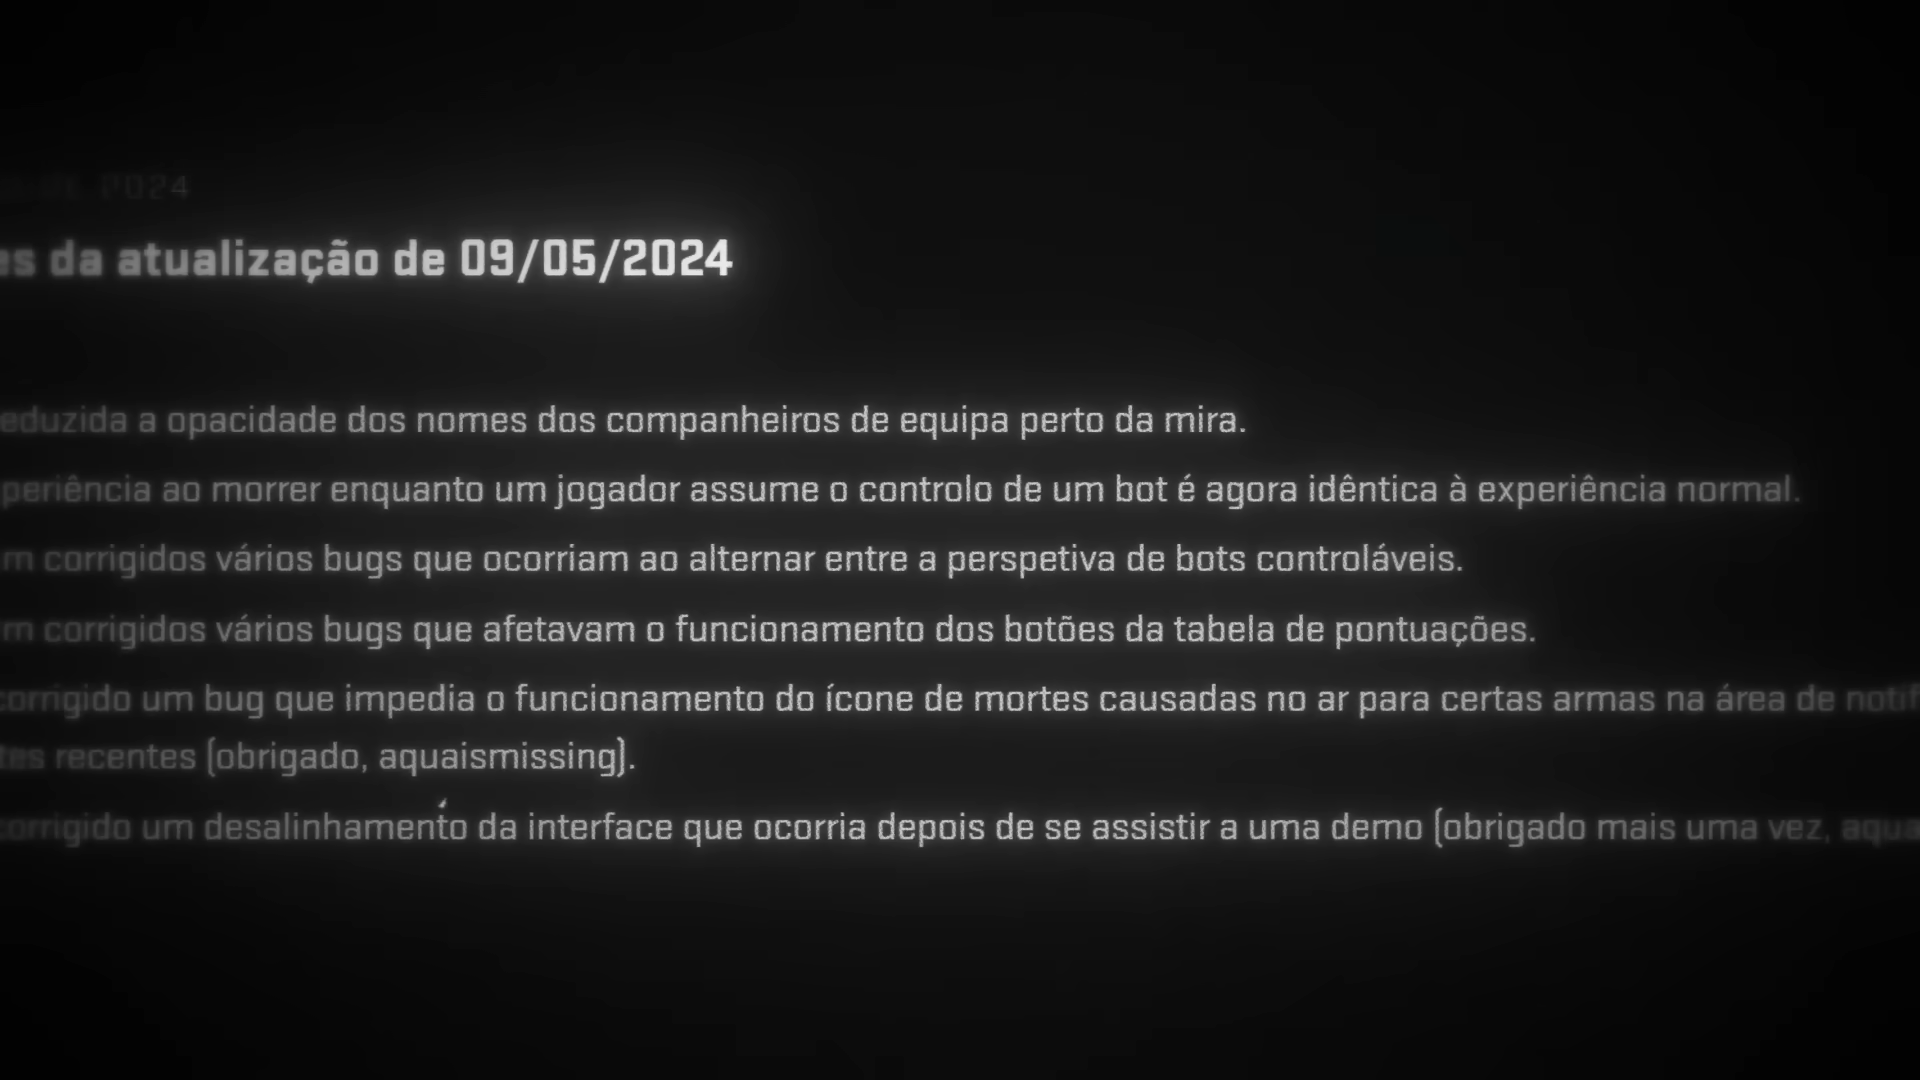 2024
da atualização de 09/05/2024
a opacidade dos nomes dos companheiros de equipa perto da mira.
ao morrer enquanto um jogador assume o controlo de um bot é agora idêntica à experiência normal.
corrigidos vários bugs que ocorriam ao alternar entre a perspetiva de bots controláveis.
corrigidos vários bugs que afetavam o funcionamento dos botões da tabela de pontuações.
corrigido um bug que impedia o funcionamento do ícone de mortes causadas no ar para certas armas na área de
recentes (obrigado, aquaismissing).
corrigido um desalinhamento da interface que ocorria depois de se assistir a uma demo (obrigado mais uma vez,